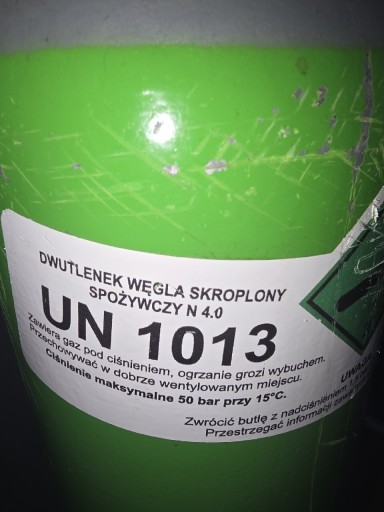 DWUTLENEK WĘGLA SKROPLONY
SPOŻYWCZY N 4.0
UN 1013
Zawiera gaz pod ciśnieniem, ogrzanie grozi wybuchem.
Przechowywać w dobrze wentylowanym miejscu.
Ciśnienie maksymalne 50 bar przy 15°C.
UWAGA
Zwrócić butlę z nadciśnieniem
Przestrzegać informacji